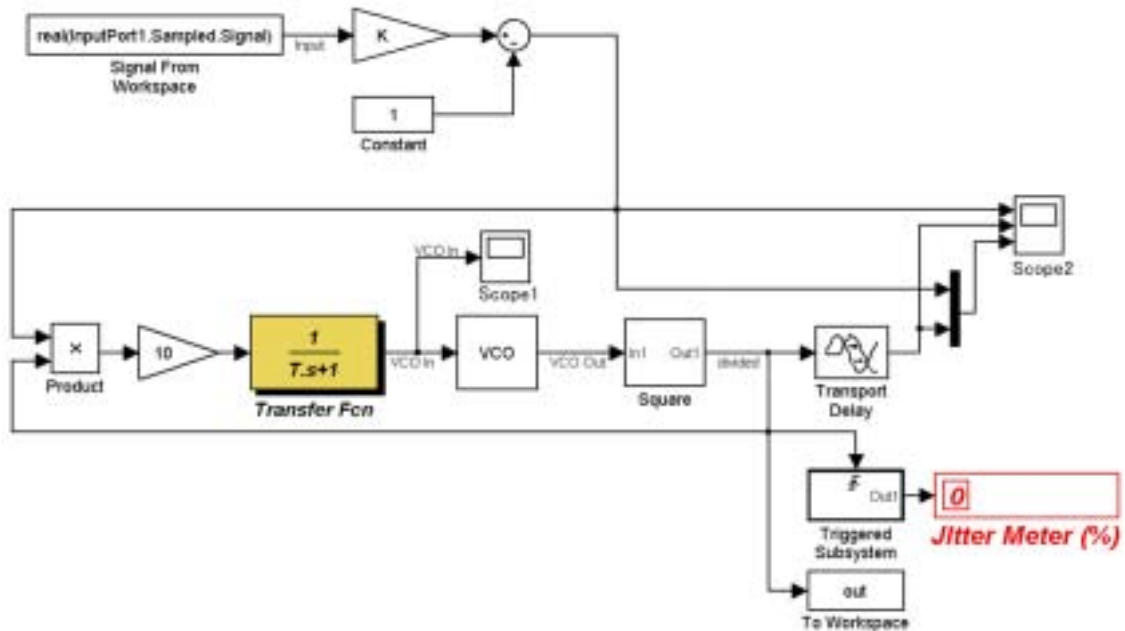 real(InputPort1.Sampled.Signal)
Input
K
Signal From
Workspace
1
Constant
Scope2
VCO In
Scope1
×
Product
10
1
T.s+1
Transfer Fcn
VCO In
VCO
VCO Out
In1
Out1
Square
divided
Transport
Delay
Out1
Triggered
Subsystem
0
Jitter Meter (%)
out
To Workspace